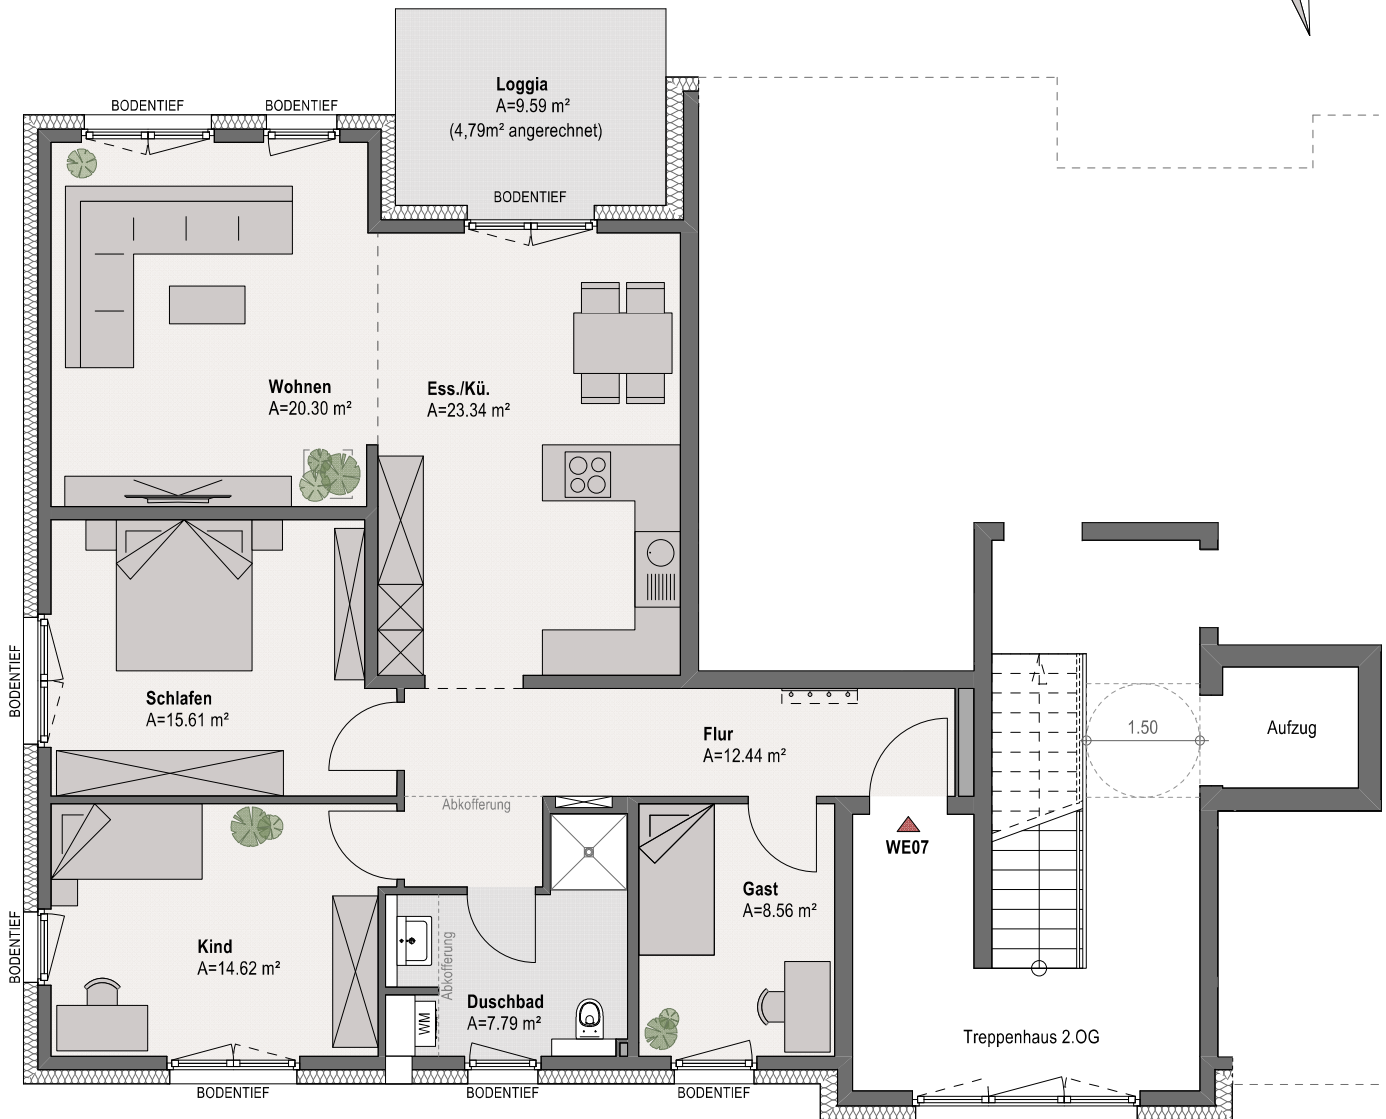 Loggia
A=9.59 m²
(4,79m² angerechnet)
BODENTIEF
BODENTIEF
BODENTIEF
Wohnen
A=20.30 m²
Ess./Kü.
A=23.34 m²
BODENTIEF
Schlafen
A=15.61 m²
Flur
A=12.44 m²
1.50
Aufzug
Abkofferung
WE07
Gast
A=8.56 m²
BODENTIEF
Kind
A=14.62 m²
Abkofferung
Duschbad
A=7.79 m²
WM
Treppenhaus 2.OG
BODENTIEF
BODENTIEF
BODENTIEF